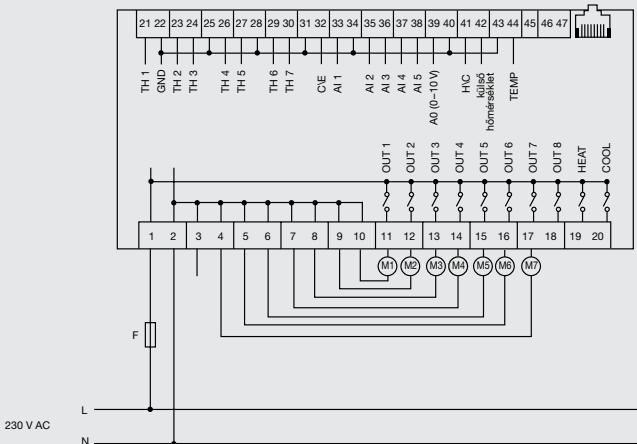 21 22 23 24 25 26 27 28 29 30 31 32 33 34 35 36 37 38 39 40 41 42 43 44 45 46 47
TH 1
GND
TH 2
TH 3
TH 4
TH 5
TH 6
TH 7
C\E
AI 1
AI 2
AI 3
AI 4
AI 5
A0 (0–10 V)
H\C
külső
hőmérséklet
TEMP
OUT 1
OUT 2
OUT 3
OUT 4
OUT 5
OUT 6
OUT 7
OUT 8
HEAT
COOL
1 2 3 4 5 6 7 8 9 10 11 12 13 14 15 16 17 18 19 20
M1 M2 M3 M4 M5 M6 M7
F
L
230 V AC
N